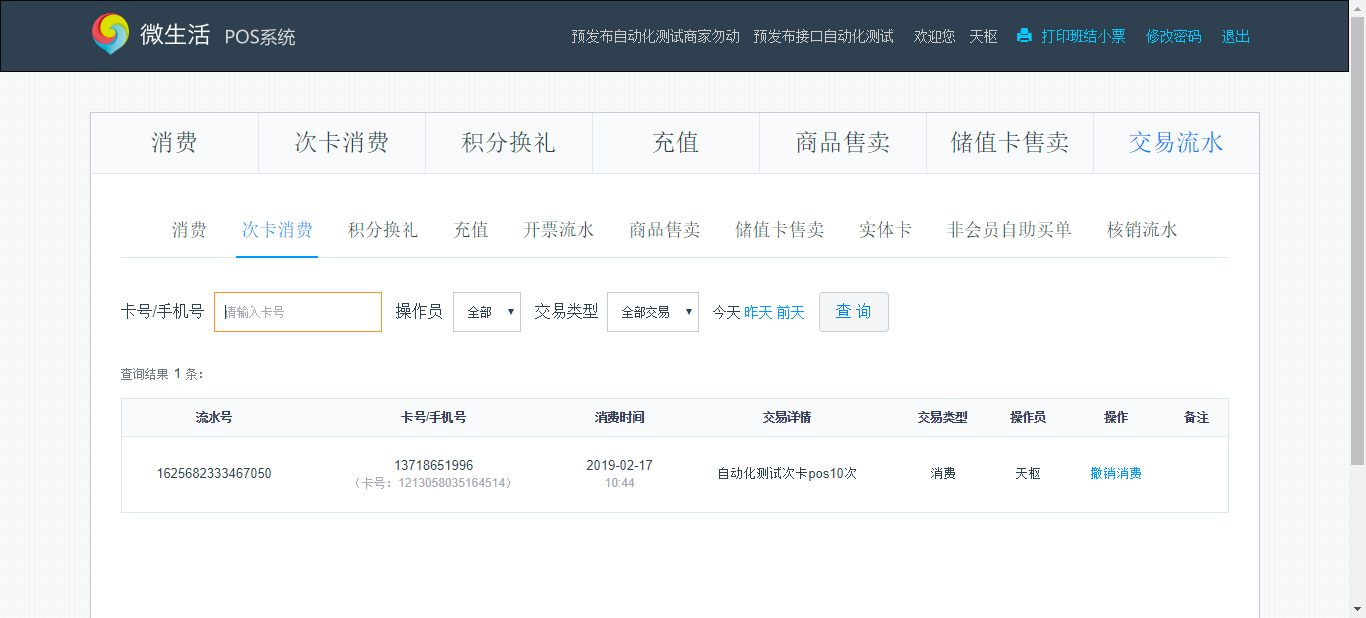 微生活 POS系统 预发布自动化测试商家勿动 预发布接口自动化测试 欢迎您 天枢 打印班结小票 修改密码 退出
消费 次卡消费 积分换礼 充值 商品售卖 储值卡售卖 交易流水
消费 次卡消费 积分换礼 充值 开票流水 商品售卖 储值卡售卖 实体卡 非会员自助买单 核销流水
卡号/手机号 请输入卡号 操作员 全部 交易类型 全部交易 今天 昨天 前天 查 询
查询结果 1 条：
流水号 卡号/手机号 消费时间 交易详情 交易类型 操作员 操作 备注
1625682333467050 13718651996 2019-02-17 自动化测试次卡pos10次 消费 天枢 撤销消费
（卡号：1213058035164514） 10:44